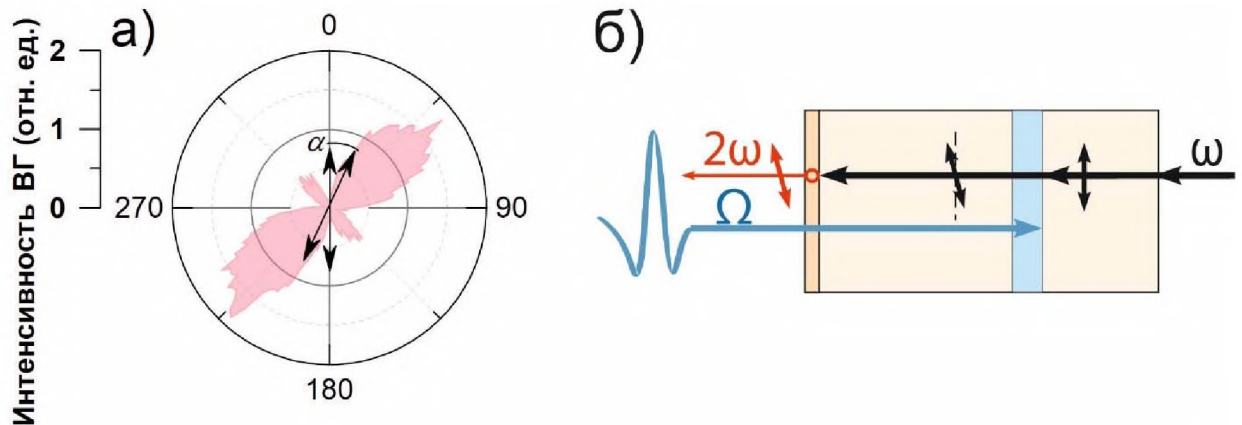 Интенсивность ВГ (отн. ед.)
2
1
0
а)
0
α
270
90
180
б)
2ω
ω
Ω